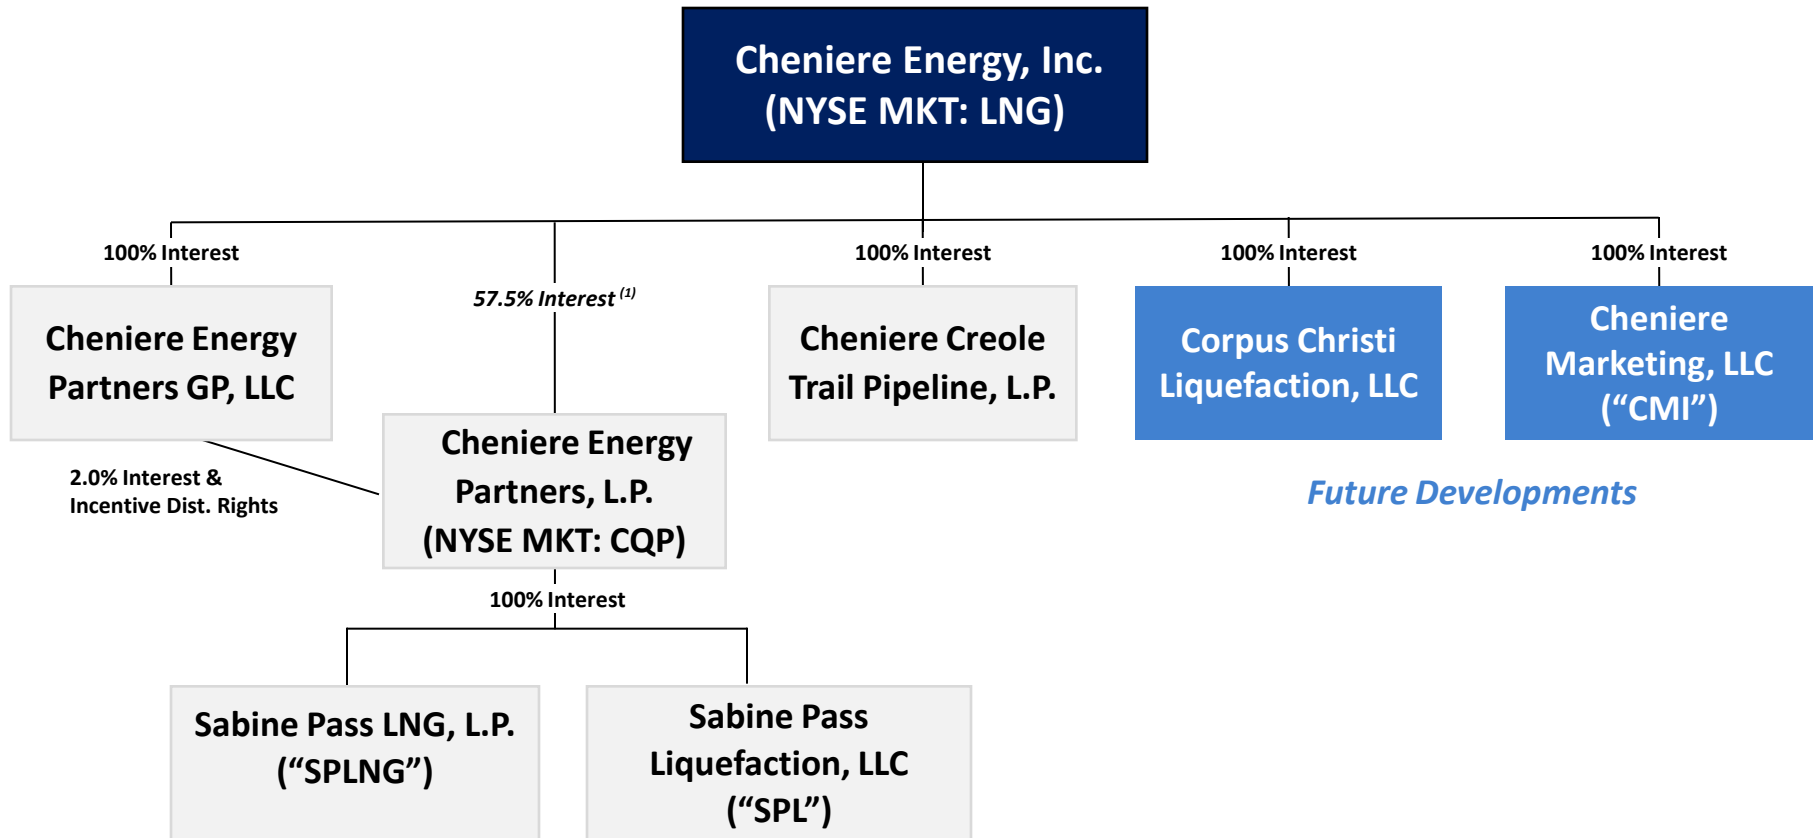 Cheniere Energy, Inc.
(NYSE MKT: LNG)
100% Interest
57.5% Interest (1)
100% Interest
100% Interest
100% Interest
Cheniere Energy
Partners GP, LLC
Cheniere Creole
Trail Pipeline, L.P.
Corpus Christi
Liquefaction, LLC
Cheniere
Marketing, LLC
(“CMI”)
2.0% Interest &
Incentive Dist. Rights
Cheniere Energy
Partners, L.P.
(NYSE MKT: CQP)
Future Developments
100% Interest
Sabine Pass LNG, L.P.
(“SPLNG”)
Sabine Pass
Liquefaction, LLC
(“SPL”)